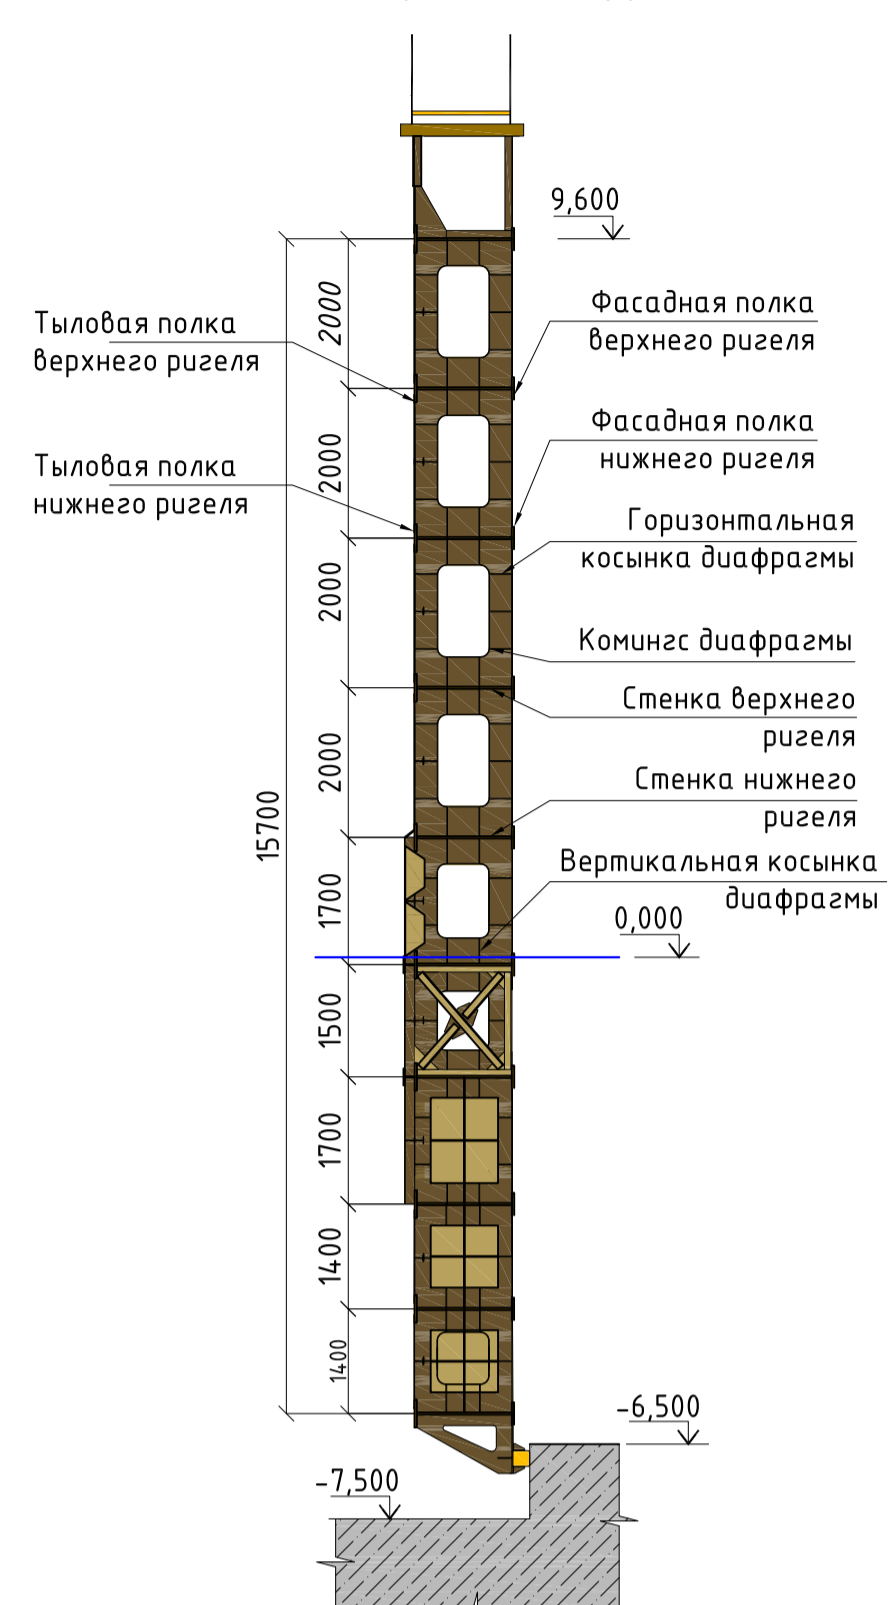 9,600
Тыловая полка
верхнего ригеля
Фасадная полка
верхнего ригеля
Тыловая полка
нижнего ригеля
Фасадная полка
нижнего ригеля
Горизонтальная
косынка диафрагмы
Комингс диафрагмы
Стенка верхнего
ригеля
Стенка нижнего
ригеля
Вертикальная косынка
диафрагмы
0,000
15700
2000
2000
2000
2000
1700
1500
1700
1400
1400
-6,500
-7,500